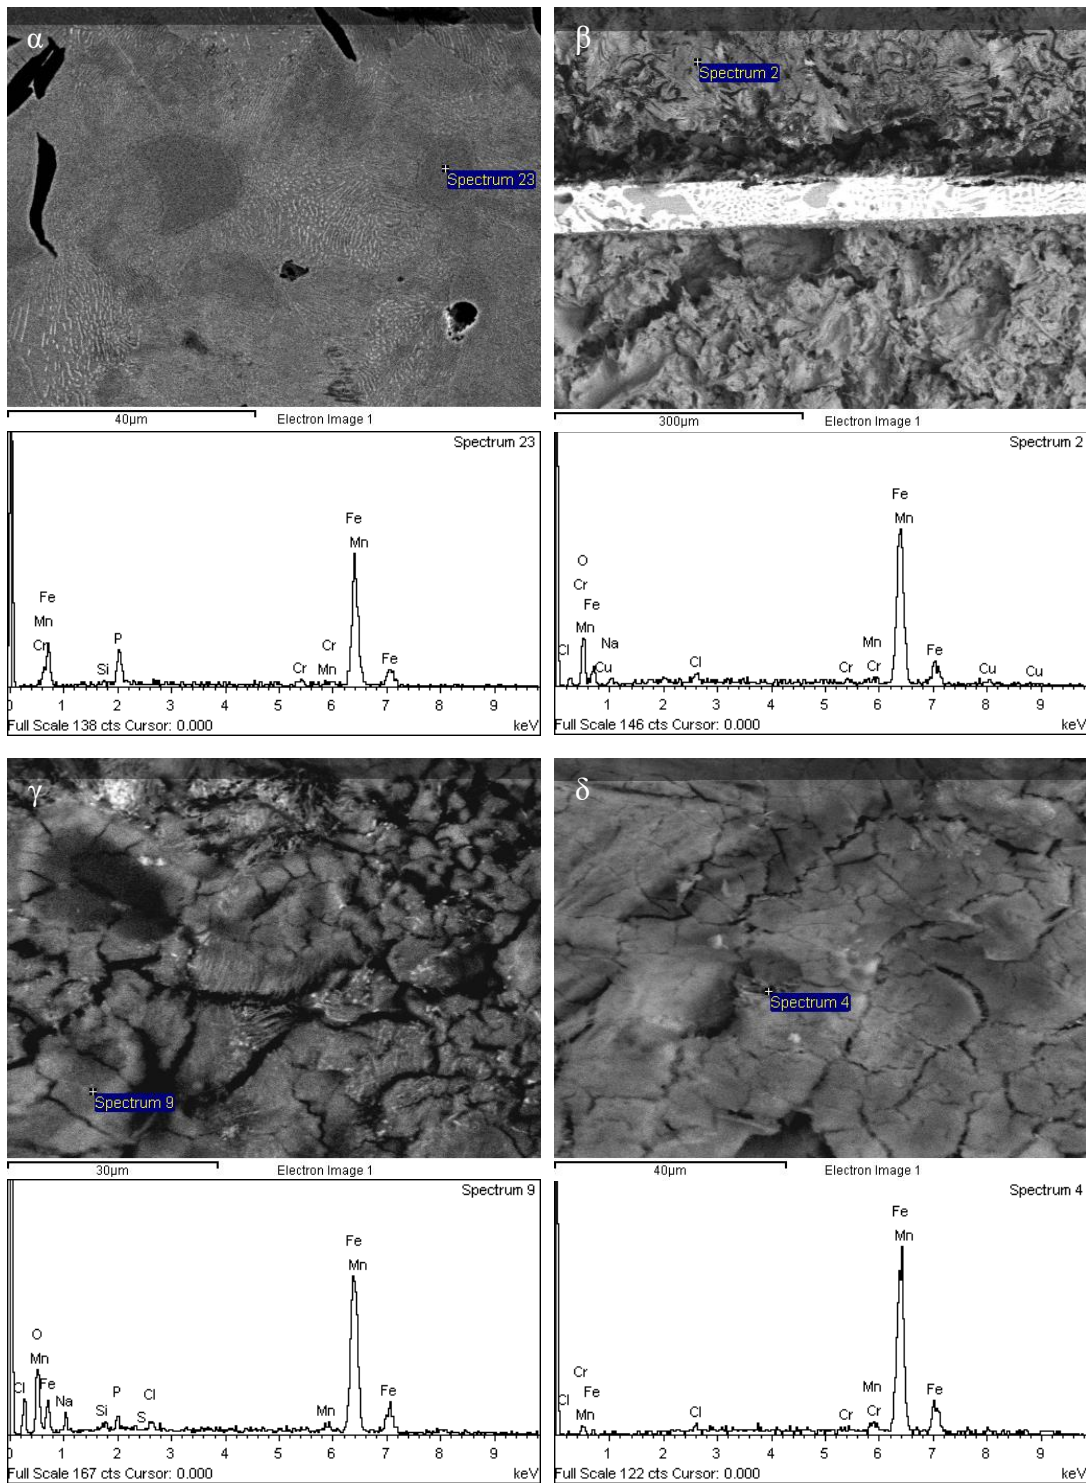 α
Spectrum 23
40μm Electron Image 1
β
Spectrum 2
300μm Electron Image 1
Spectrum 23
Fe
Mn
Fe
Mn
Cr
P
Si
Cr
Cr
Mn
Fe
0 1 2 3 4 5 6 7 8 9
Full Scale 138 cts Cursor: 0.000 keV
Spectrum 2
Fe
Mn
O
Cr
Fe
Mn
Cl
Na
Cu
Cl
Mn
Cr
Cr
Fe
Cu
Cu
1 2 3 4 5 6 7 8 9
Full Scale 146 cts Cursor: 0.000 keV
γ
Spectrum 9
30μm Electron Image 1
δ
Spectrum 4
40μm Electron Image 1
Spectrum 9
Fe
Mn
O
Mn
Cl
Fe
Na
Si
P
S
Cl
Mn
Fe
0 1 2 3 4 5 6 7 8 9
Full Scale 167 cts Cursor: 0.000 keV
Spectrum 4
Fe
Mn
Cr
Cl
Fe
Mn
Cl
Mn
Cr
Cr
Fe
1 2 3 4 5 6 7 8 9
Full Scale 122 cts Cursor: 0.000 keV